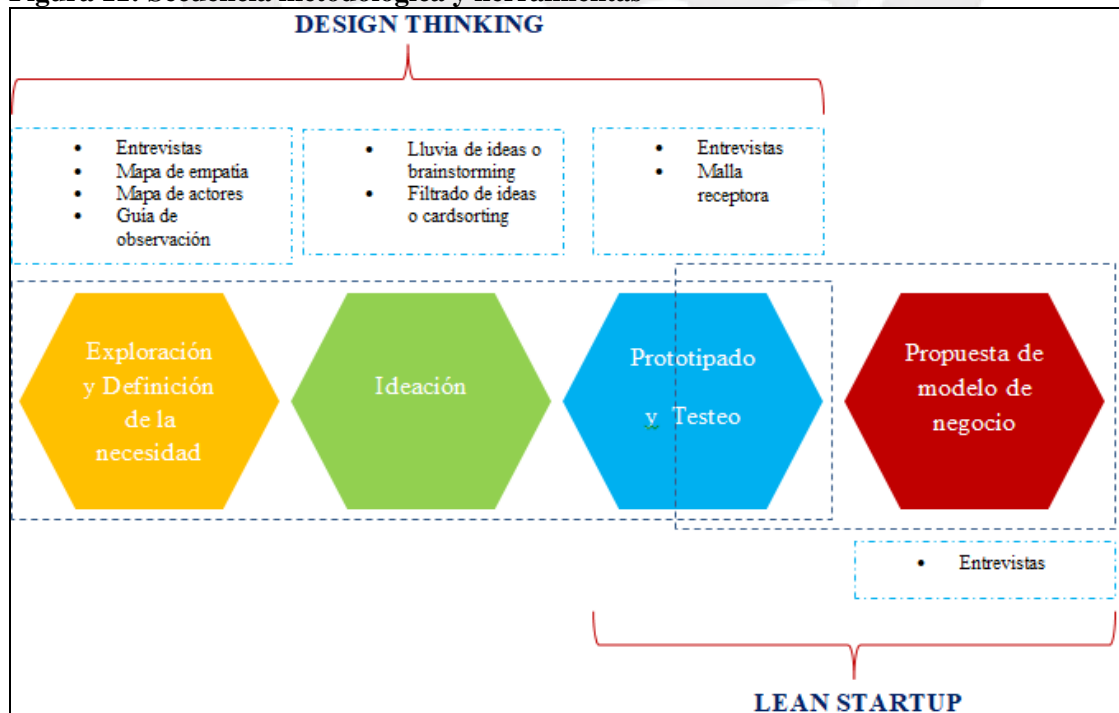 DESIGN THINKING
• Entrevistas
• Mapa de empatía
• Mapa de actores
• Guía de
observación
• Lluvia de ideas o
brainstorming
• Filtrado de ideas
o cardsorting
• Entrevistas
• Malla
receptora
Exploración
y Definición
de la
necesidad
Ideación
Prototipado
y Testeo
Propuesta de
modelo de
negocio
• Entrevistas
LEAN STARTUP